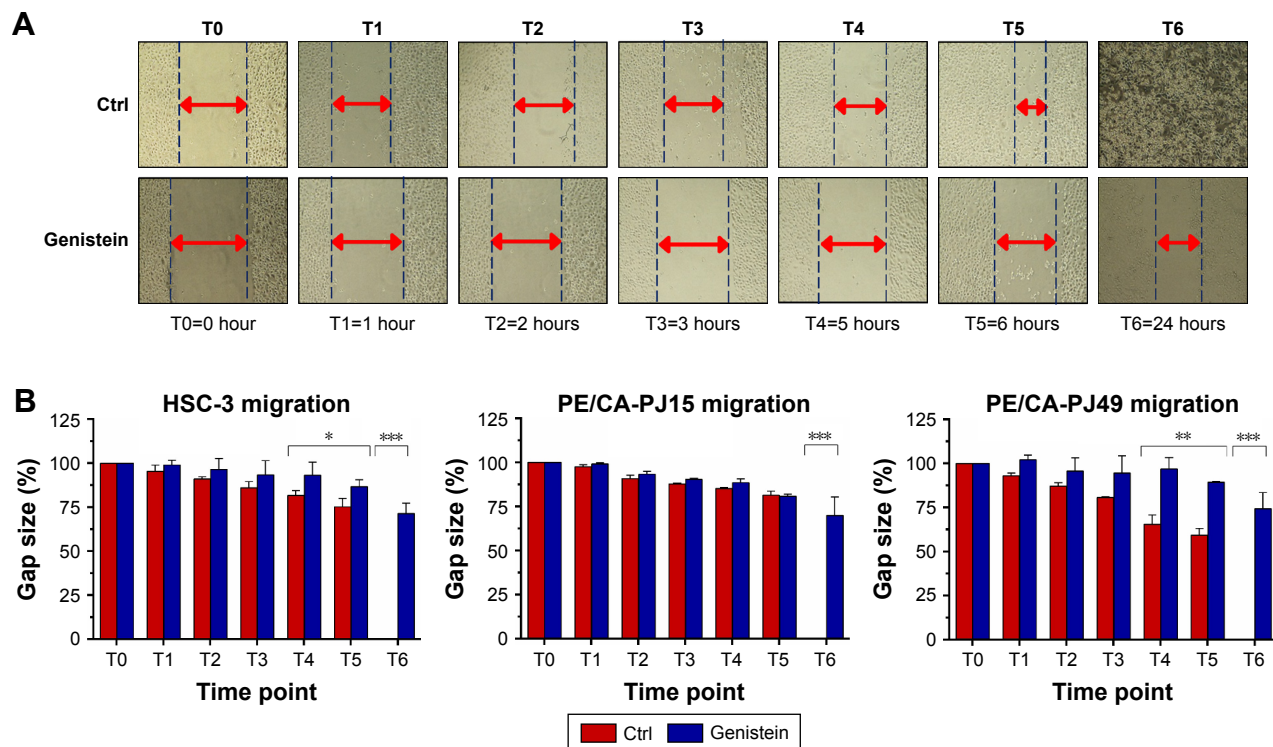 A
T0 T1 T2 T3 T4 T5 T6
Ctrl
Genistein
T0=0 hour T1=1 hour T2=2 hours T3=3 hours T4=5 hours T5=6 hours T6=24 hours
B
HSC-3 migration
125
100
75
50
25
0
Gap size (%)
* ***
T0 T1 T2 T3 T4 T5 T6
Time point
PE/CA-PJ15 migration
125
100
75
50
25
0
Gap size (%)
***
T0 T1 T2 T3 T4 T5 T6
Time point
PE/CA-PJ49 migration
125
100
75
50
25
0
Gap size (%)
** ***
T0 T1 T2 T3 T4 T5 T6
Time point
Ctrl Genistein